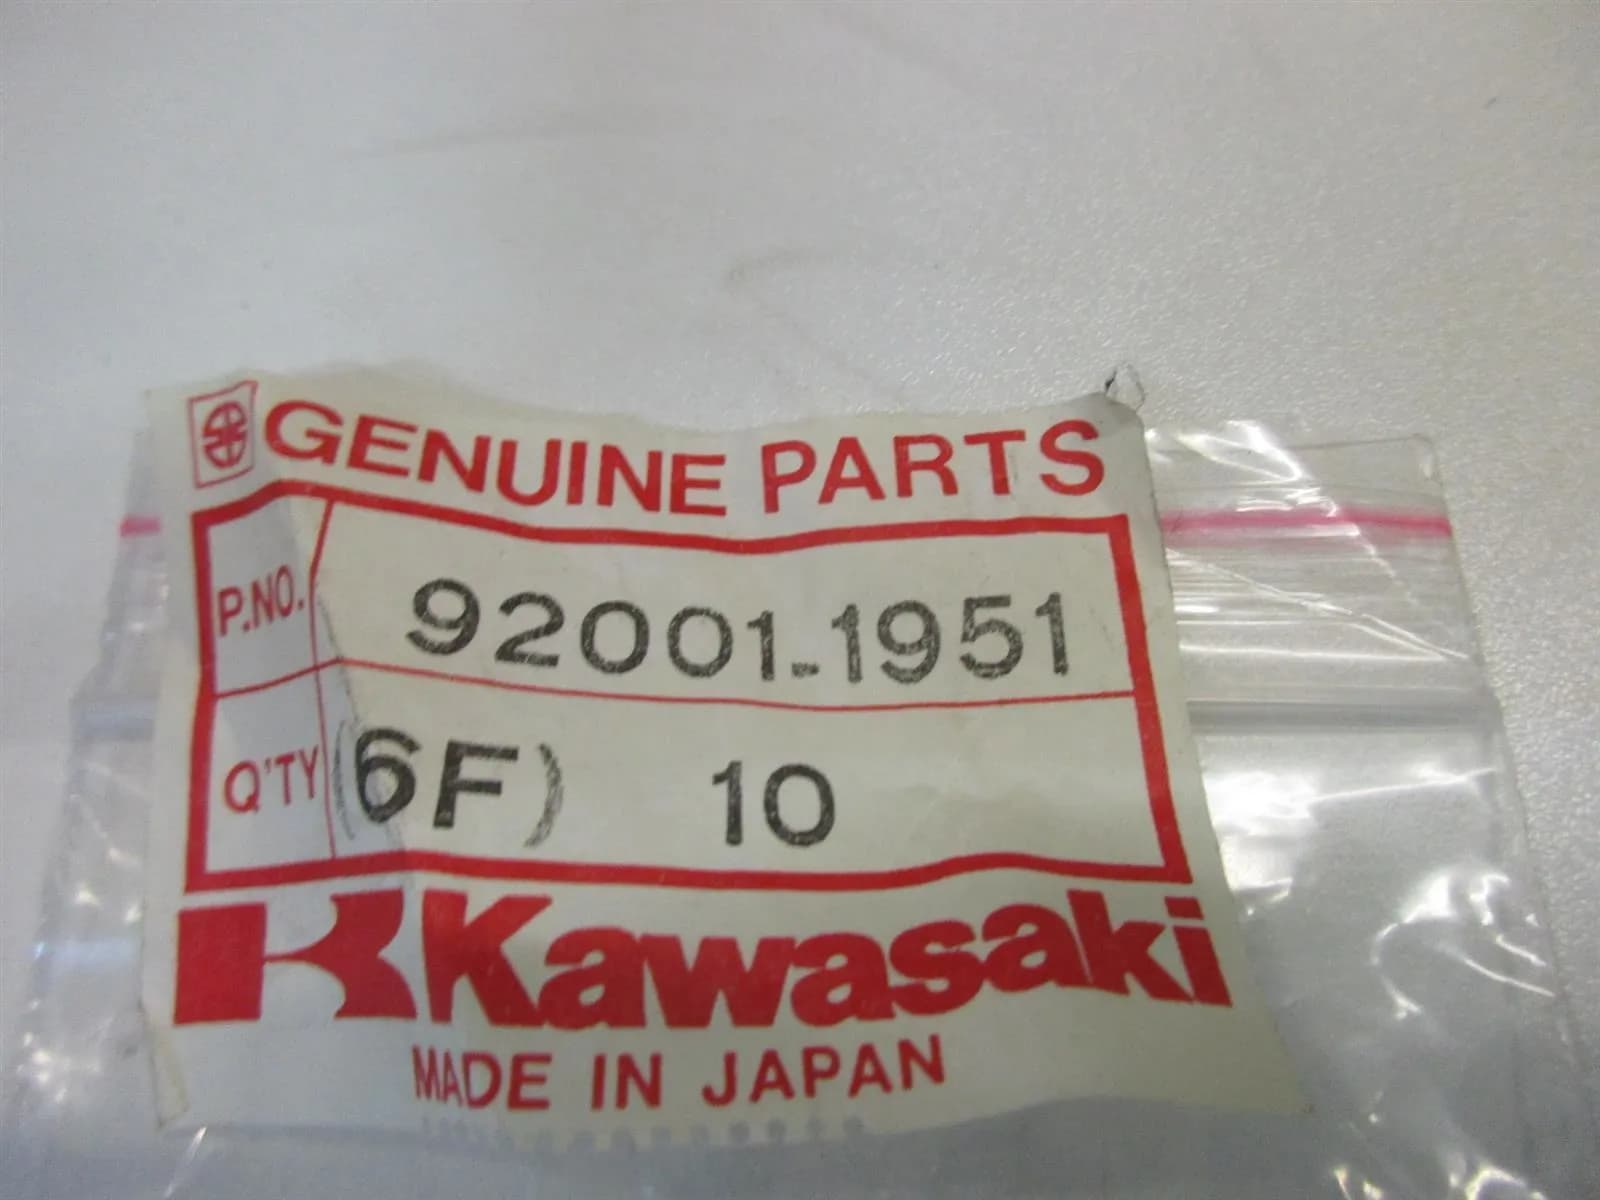 GENUINE PARTS
P.NO. 92001-1951
Q'TY (6F) 10
Kawasaki
MADE IN JAPAN